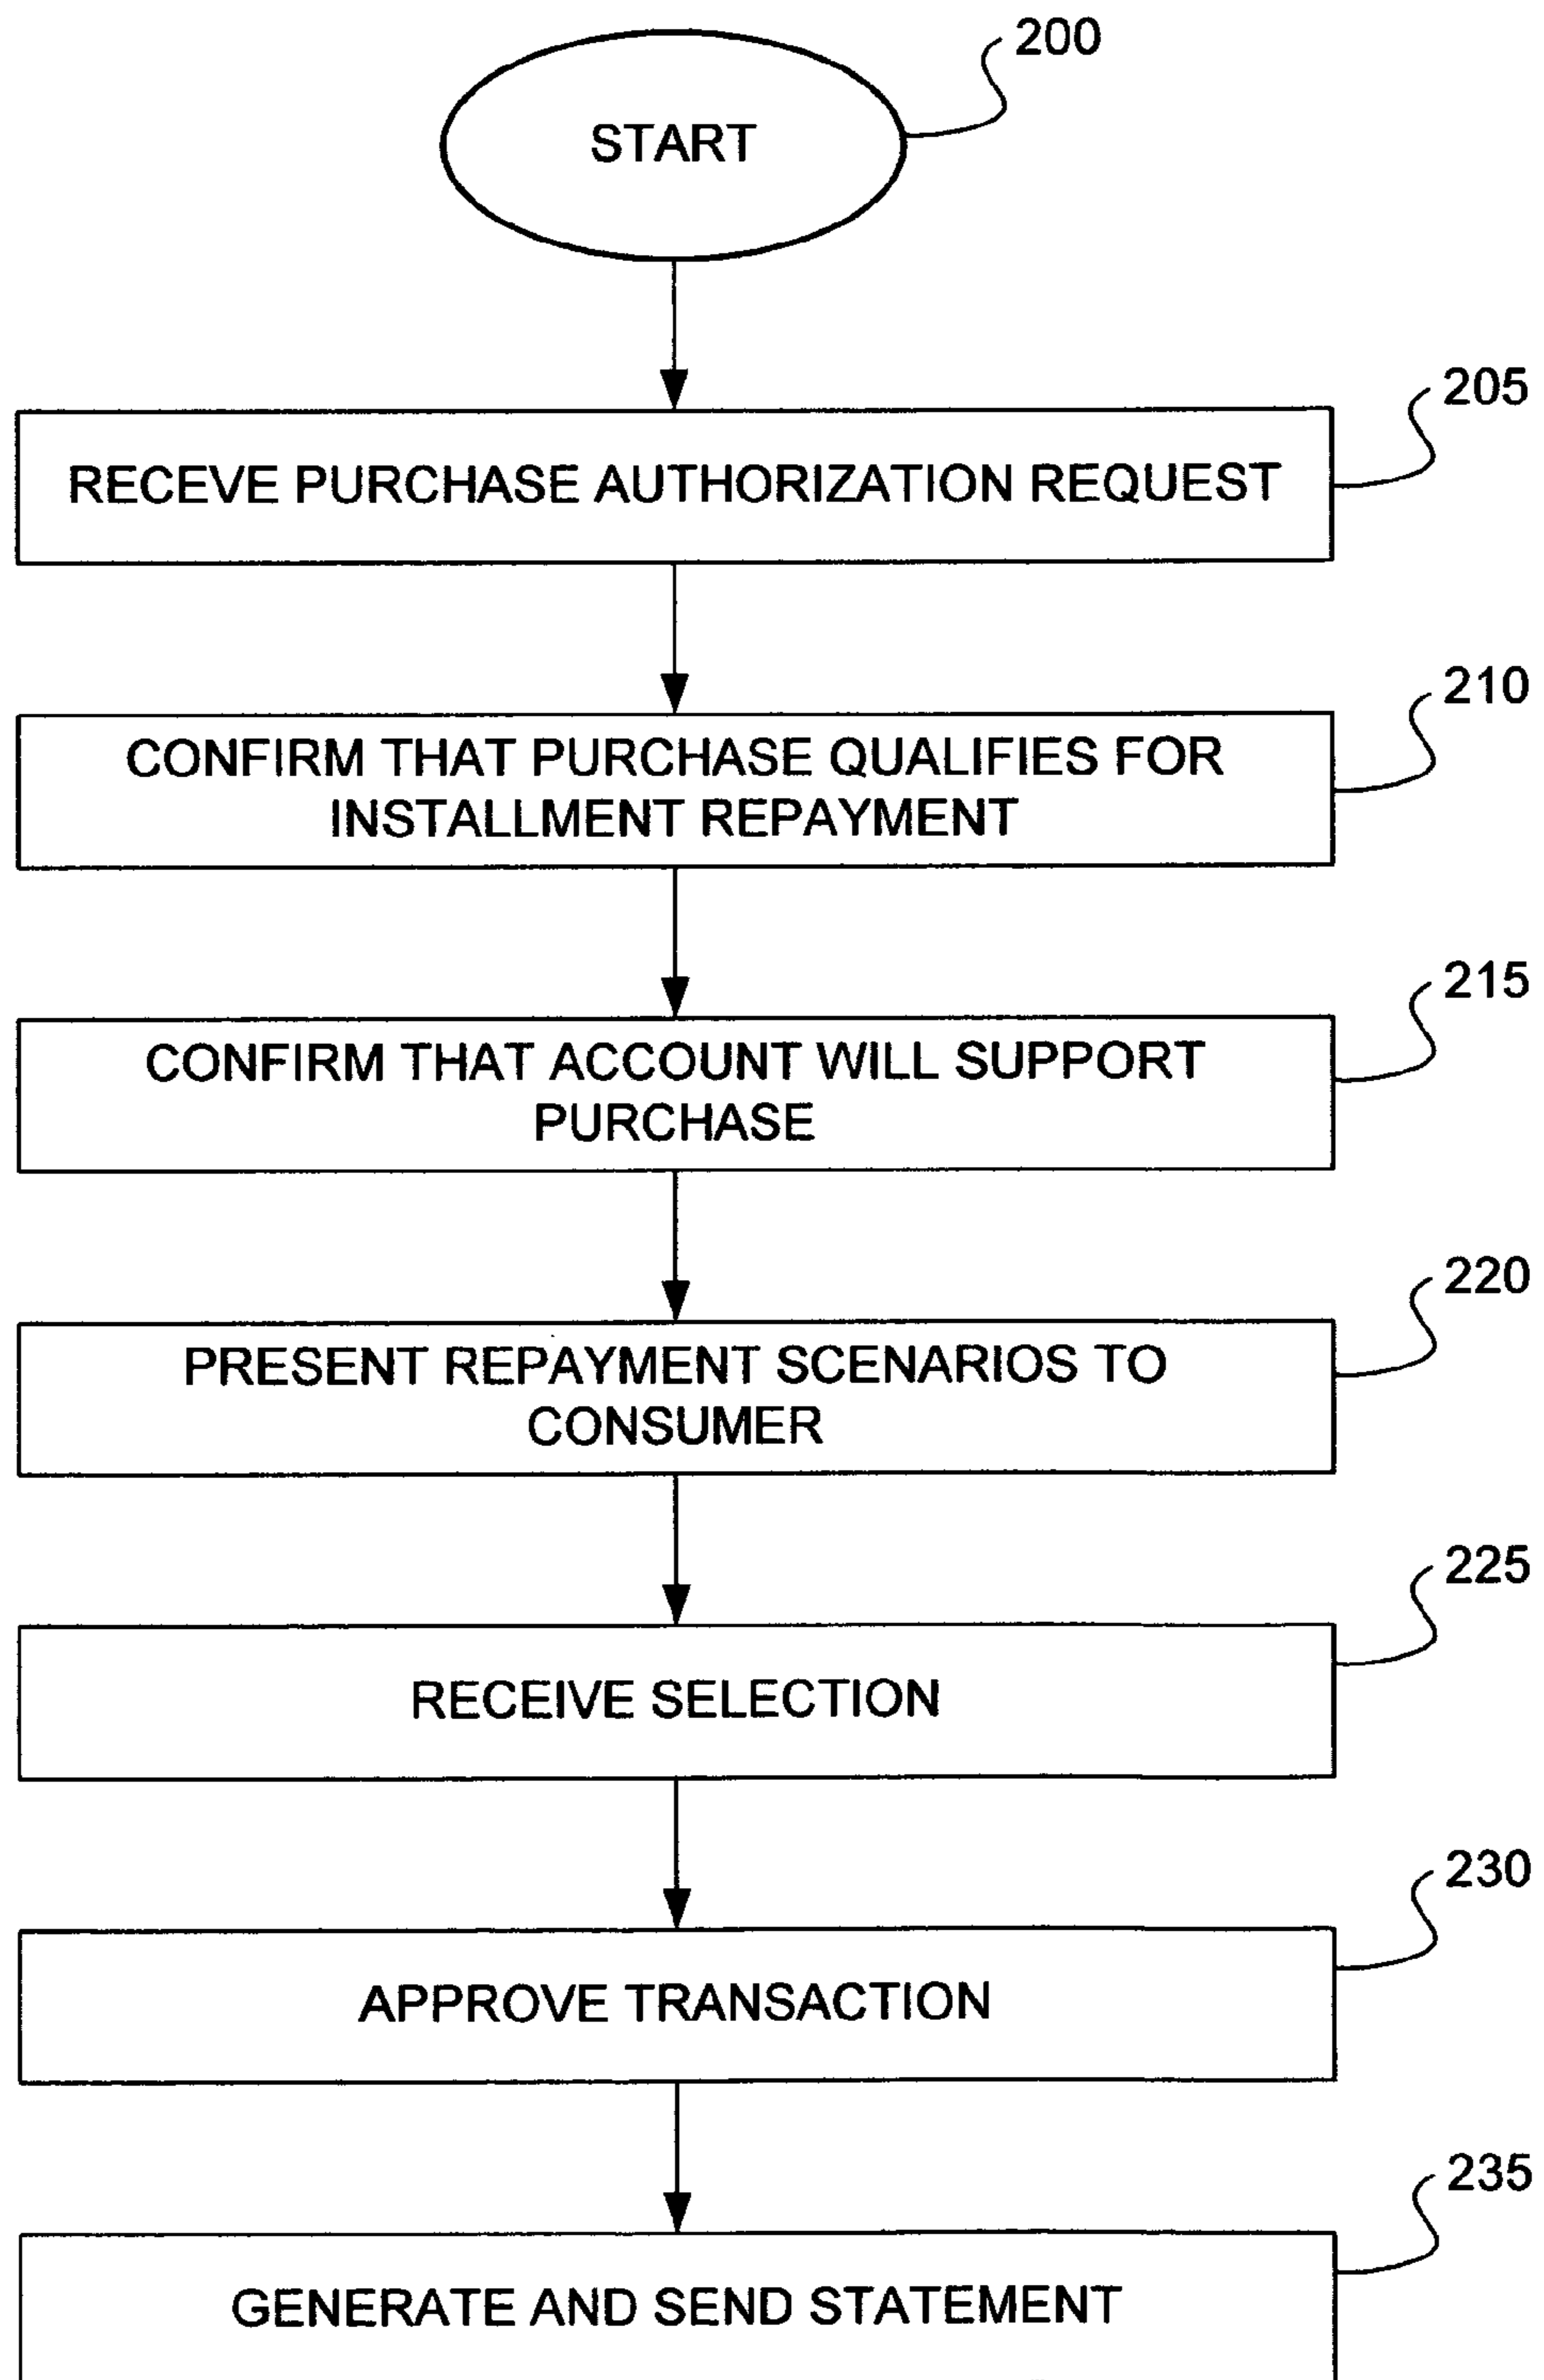 200
START
205
RECEVE PURCHASE AUTHORIZATION REQUEST
210
CONFIRM THAT PURCHASE QUALIFIES FOR
INSTALLMENT REPAYMENT
215
CONFIRM THAT ACCOUNT WILL SUPPORT
PURCHASE
220
PRESENT REPAYMENT SCENARIOS TO
CONSUMER
225
RECEIVE SELECTION
230
APPROVE TRANSACTION
235
GENERATE AND SEND STATEMENT